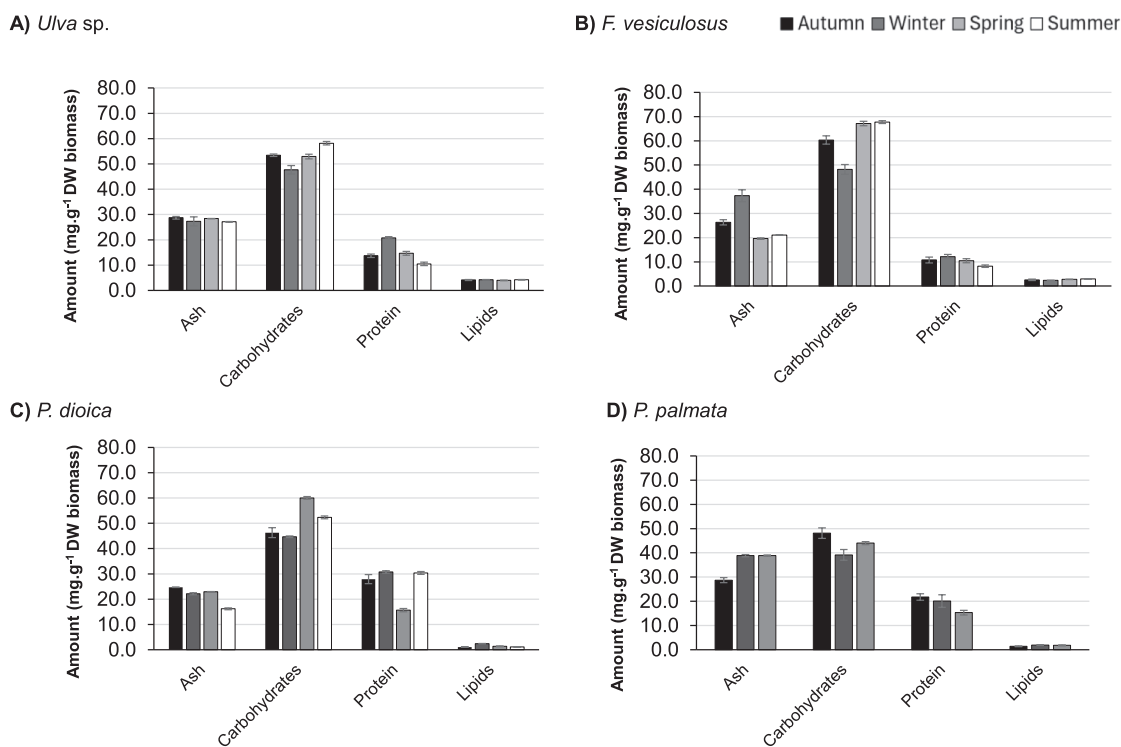 A) Ulva sp.
B) F. vesiculosus
Autumn Winter Spring Summer
Amount (mg.g⁻¹ DW biomass)
80.0
70.0
60.0
50.0
40.0
30.0
20.0
10.0
0.0
Ash
Carbohydrates
Protein
Lipids
Amount (mg.g⁻¹ DW biomass)
80.0
70.0
60.0
50.0
40.0
30.0
20.0
10.0
0.0
Ash
Carbohydrates
Protein
Lipids
C) P. dioica
D) P. palmata
Amount (mg.g⁻¹ DW biomass)
80.0
70.0
60.0
50.0
40.0
30.0
20.0
10.0
0.0
Ash
Carbohydrates
Protein
Lipids
Amount (mg.g⁻¹ DW biomass)
80.0
70.0
60.0
50.0
40.0
30.0
20.0
10.0
0.0
Ash
Carbohydrates
Protein
Lipids